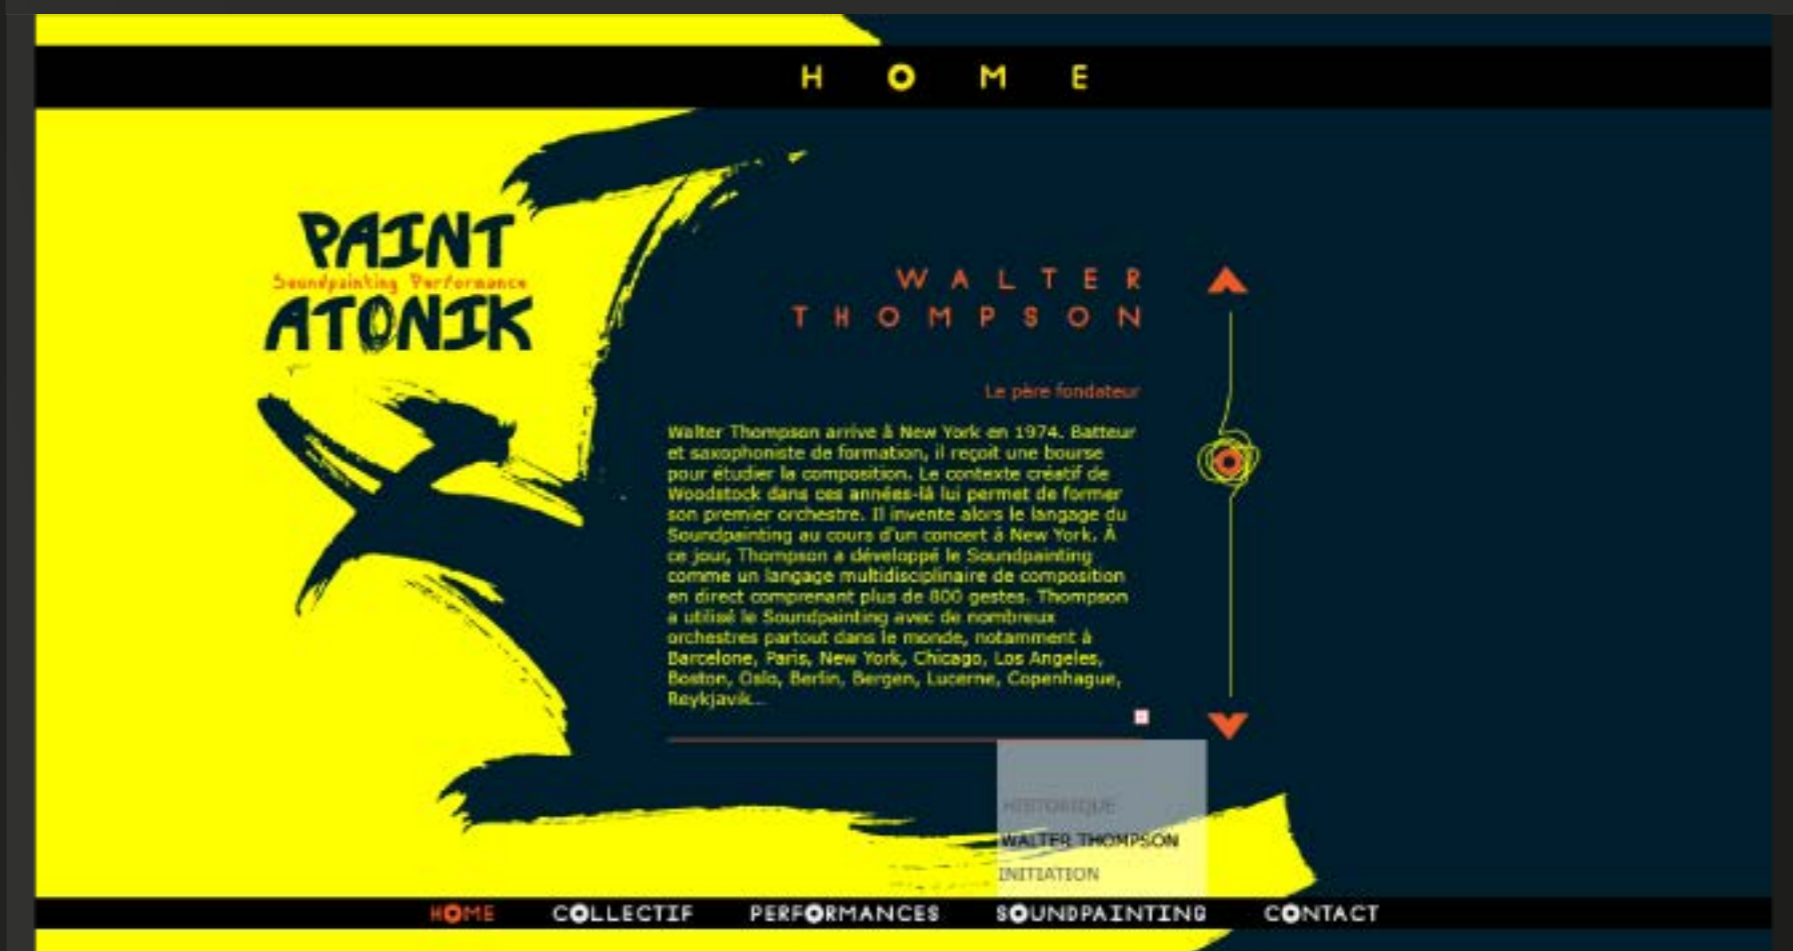 HOME
PAINT
Soundpainting Performance
ATONIK
WALTER
THOMPSON
Le père fondateur
Walter Thompson arrive à New York en 1974. Batteur
et saxophoniste de formation, il reçoit une bourse
pour étudier la composition. Le contexte créatif de
Woodstock dans ces années-là lui permet de former
son premier orchestre. Il invente alors le langage du
Soundpainting au cours d'un concert à New York. À
ce jour, Thompson a développé le Soundpainting
comme un langage multidisciplinaire de composition
en direct comprenant plus de 800 gestes. Thompson
a utilisé le Soundpainting avec de nombreux
orchestres partout dans le monde, notamment à
Barcelone, Paris, New York, Chicago, Los Angeles,
Boston, Oslo, Berlin, Bergen, Lucerne, Copenhague,
Reykjavik...
HISTORIQUE
WALTER THOMPSON
INITIATION
HOME COLLECTIF PERFORMANCES SOUNDPAINTING CONTACT